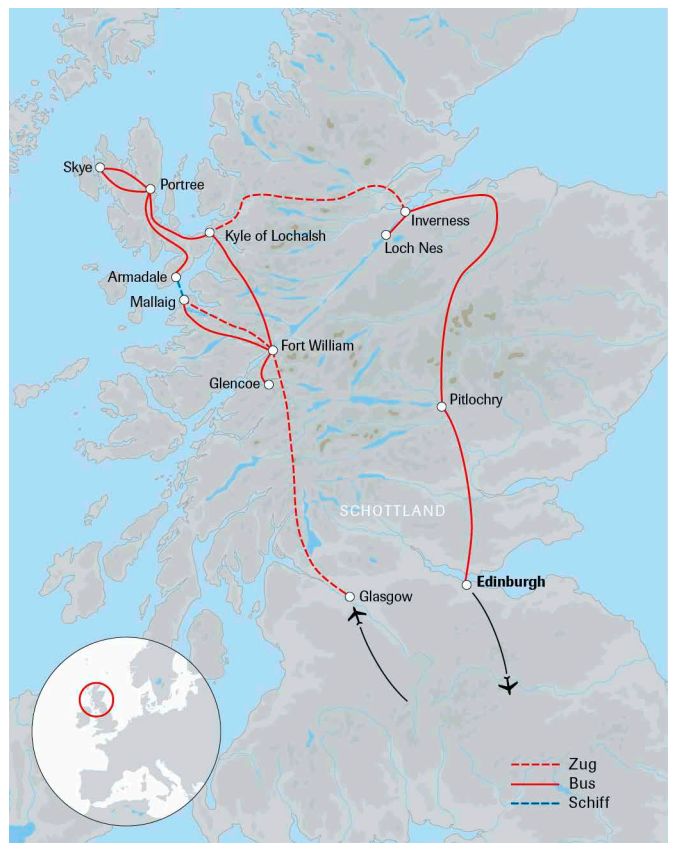 Skye
Portree
Inverness
Kyle of Lochalsh
Loch Nes
Armadale
Mallaig
Fort William
Glencoe
Pitlochry
SCHOTTLAND
Edinburgh
Glasgow
Zug
Bus
Schiff